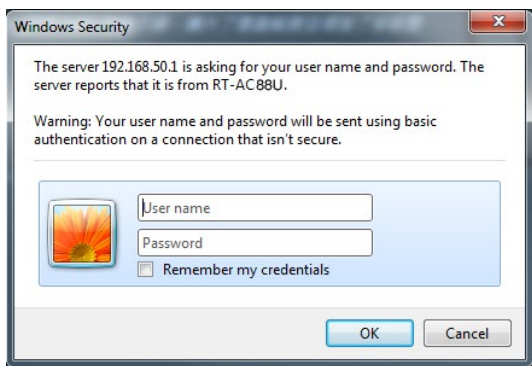 Windows Security
The server 192.168.50.1 is asking for your user name and password. The
server reports that it is from RT-AC88U.
Warning: Your user name and password will be sent using basic
authentication on a connection that isn't secure.
User name
Password
Remember my credentials
OK
Cancel